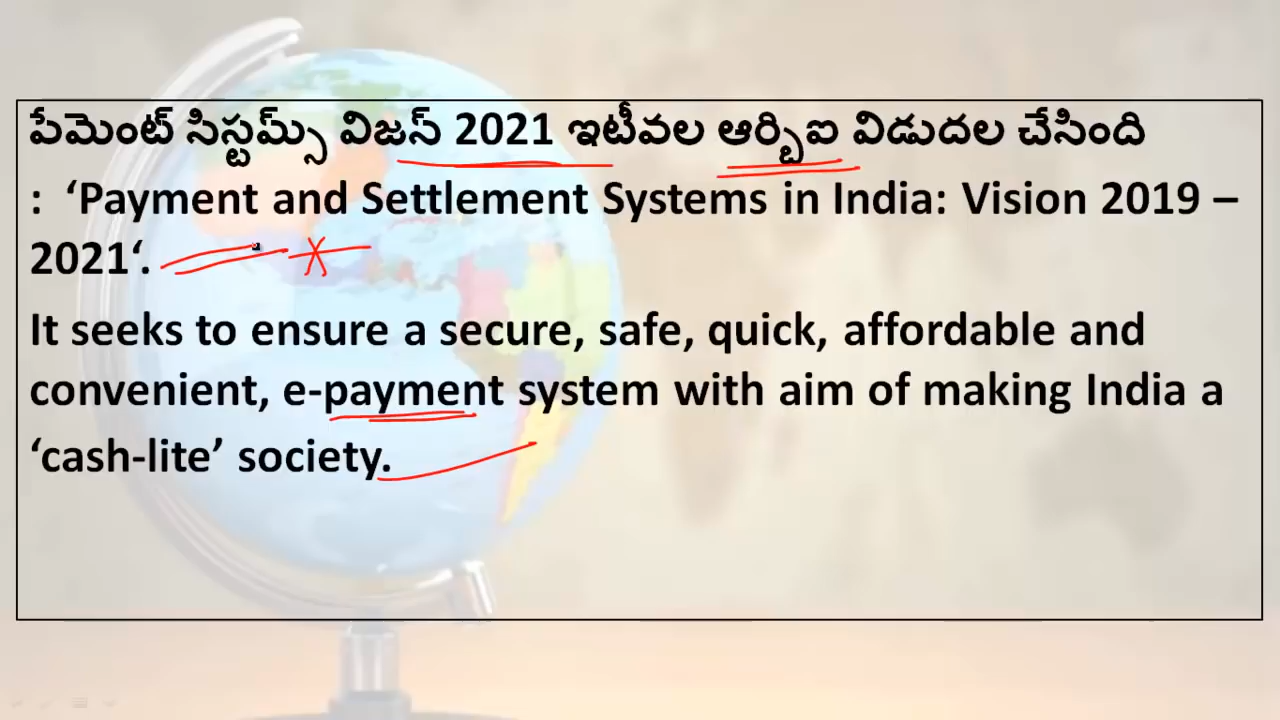 పేమెంట్ సిస్టమ్స్ విజన్ 2021 ఇటీవల ఆర్బిఐ విడుదల చేసింది
: ‘Payment and Settlement Systems in India: Vision 2019 –
2021‘.
It seeks to ensure a secure, safe, quick, affordable and
convenient, e-payment system with aim of making India a
‘cash-lite’ society.